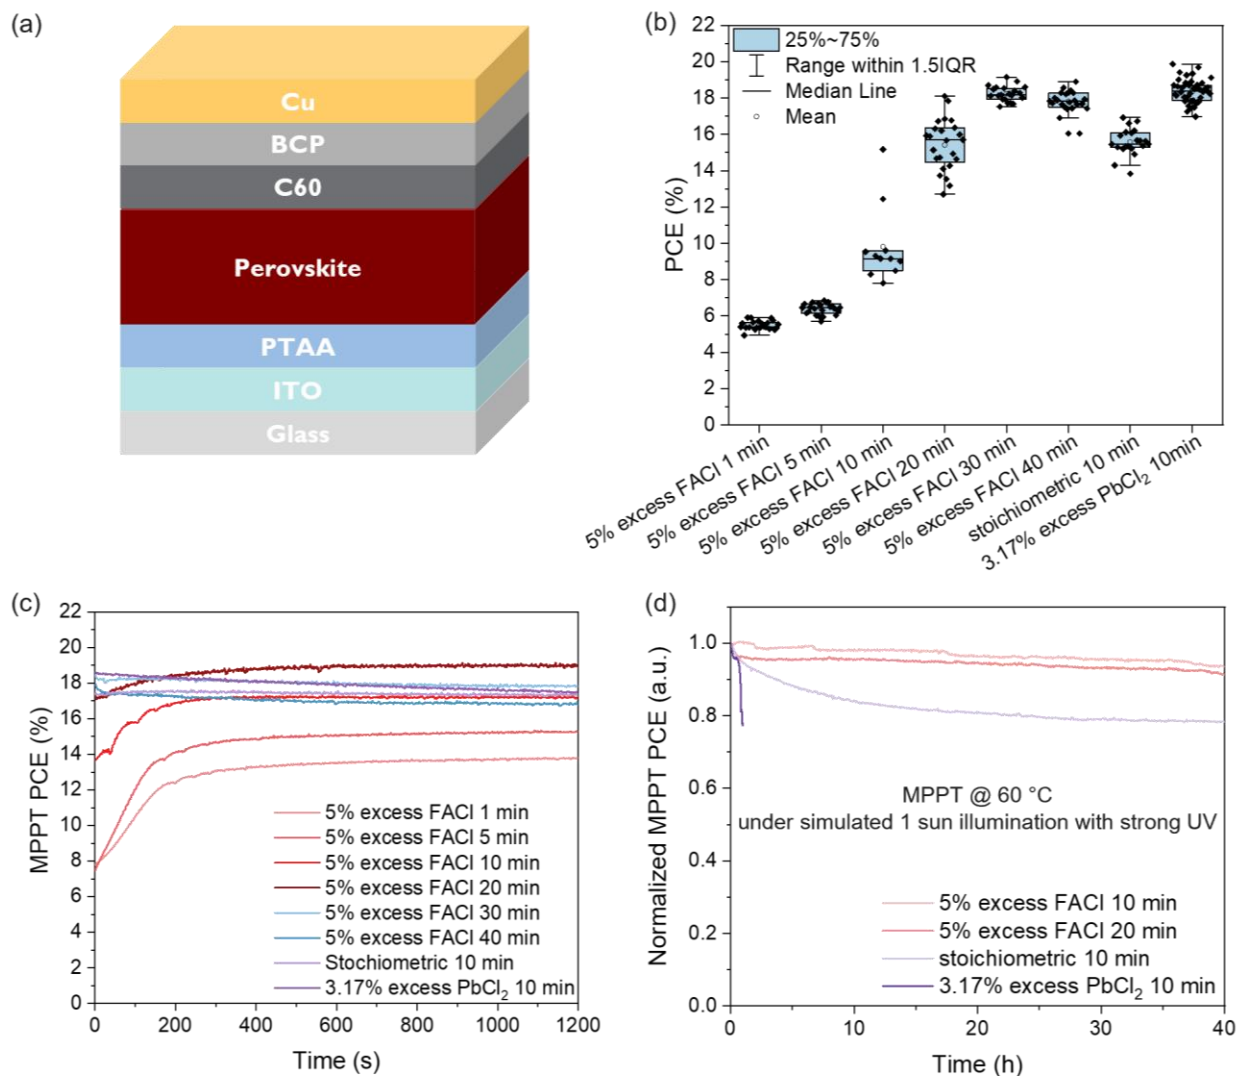 (a)
Cu
BCP
C60
Perovskite
PTAA
ITO
Glass
(b)
PCE (%)
22
20
18
16
14
12
10
8
6
4
2
0
25%~75%
Range within 1.5IQR
Median Line
Mean
5% excess FACl 1 min
5% excess FACl 5 min
5% excess FACl 10 min
5% excess FACl 20 min
5% excess FACl 30 min
5% excess FACl 40 min
stoichiometric 10 min
3.17% excess PbCl₂ 10min
(c)
MPPT PCE (%)
22
20
18
16
14
12
10
8
6
4
2
0
5% excess FACl 1 min
5% excess FACl 5 min
5% excess FACl 10 min
5% excess FACl 20 min
5% excess FACl 30 min
5% excess FACl 40 min
Stochiometric 10 min
3.17% excess PbCl₂ 10 min
0 200 400 600 800 1000 1200
Time (s)
(d)
Normalized MPPT PCE (a.u.)
1.0
0.8
0.6
0.4
0.2
0.0
MPPT @ 60 °C
under simulated 1 sun illumination with strong UV
5% excess FACl 10 min
5% excess FACl 20 min
stoichiometric 10 min
3.17% excess PbCl₂ 10 min
0 10 20 30 40
Time (h)